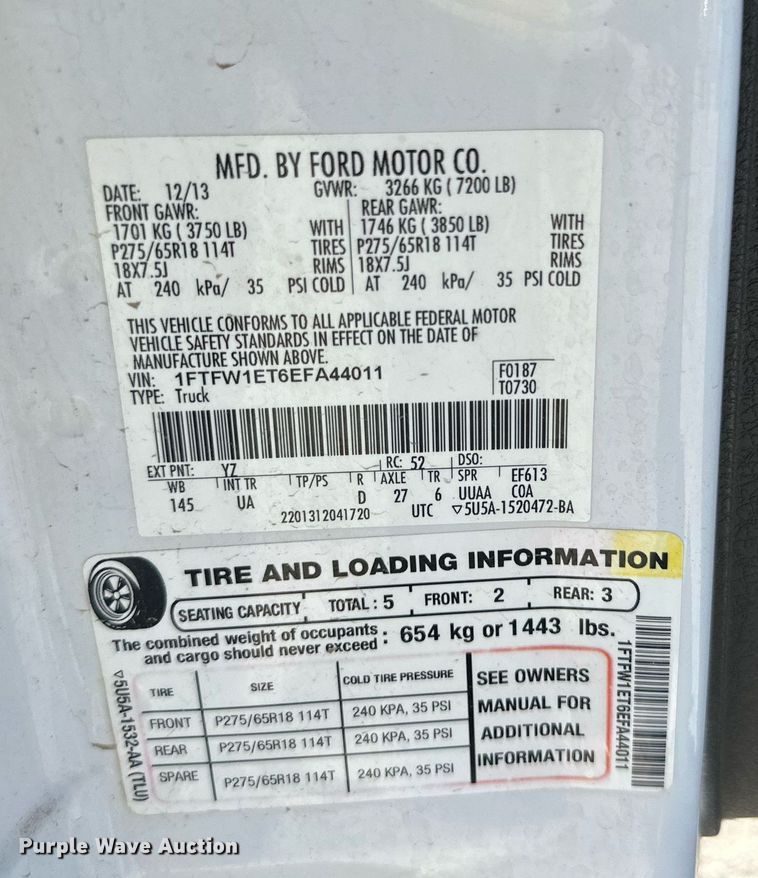 MFD. BY FORD MOTOR CO.
DATE: 12/13 GVWR: 3266 KG ( 7200 LB)
FRONT GAWR: REAR GAWR:
1701 KG ( 3750 LB) WITH 1746 KG ( 3850 LB) WITH
P275/65R18 114T TIRES P275/65R18 114T TIRES
18X7.5J RIMS 18X7.5J RIMS
AT 240 kPa/ 35 PSI COLD AT 240 kPa/ 35 PSI COLD
THIS VEHICLE CONFORMS TO ALL APPLICABLE FEDERAL MOTOR
VEHICLE SAFETY STANDARDS IN EFFECT ON THE DATE OF
MANUFACTURE SHOWN ABOVE.
VIN: 1FTFW1ET6EFA44011 F0187
TYPE: Truck T0730
EXT PNT: YZ RC: 52 DSO:
WB INT TR TP/PS R AXLE TR SPR EF613
145 UA D 27 6 UUAA COA
2201312041720 UTC ▽5U5A-1520472-BA
TIRE AND LOADING INFORMATION
SEATING CAPACITY TOTAL : 5 FRONT: 2 REAR: 3
The combined weight of occupants
and cargo should never exceed : 654 kg or 1443 lbs.
TIRE SIZE COLD TIRE PRESSURE
FRONT P275/65R18 114T 240 KPA, 35 PSI
REAR P275/65R18 114T 240 KPA, 35 PSI
SPARE P275/65R18 114T 240 KPA, 35 PSI
SEE OWNERS
MANUAL FOR
ADDITIONAL
INFORMATION
▽5U5A-1532-AA (TLU)
1FTFW1ET6EFA44011
Purple Wave Auction